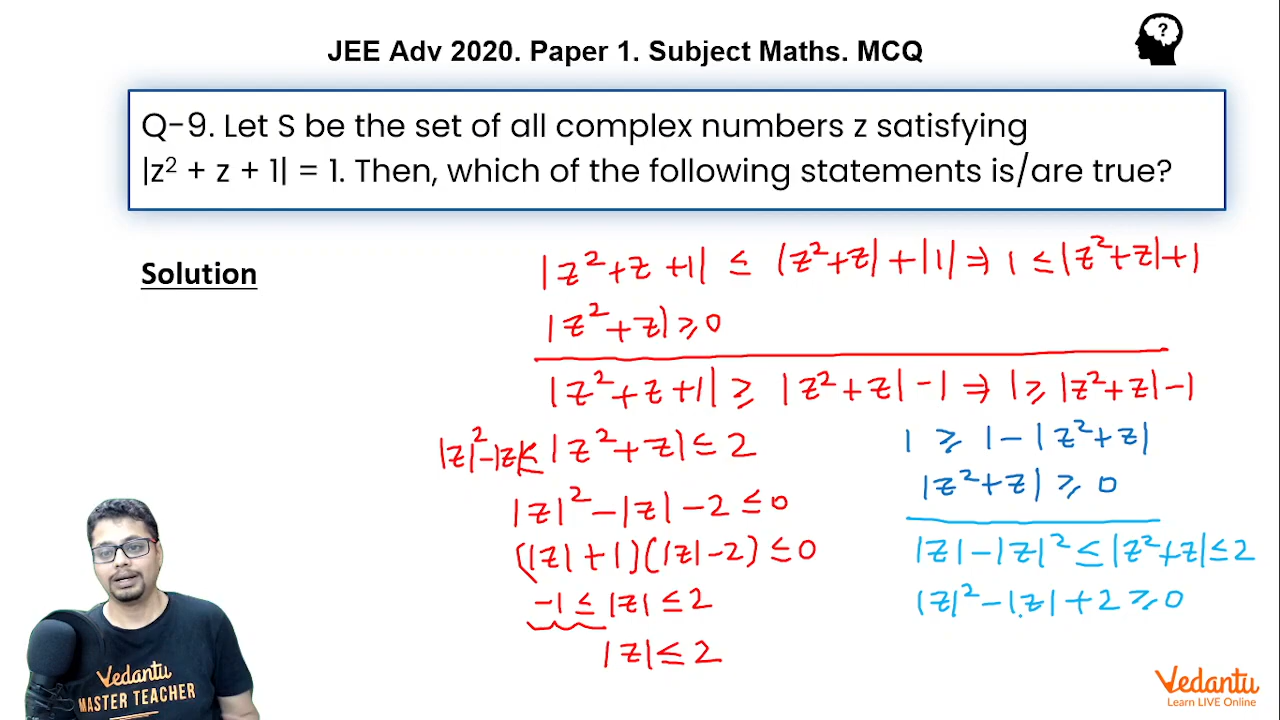 JEE Adv 2020. Paper 1. Subject Maths. MCQ
?
Q-9. Let S be the set of all complex numbers z satisfying
|z² + z + 1| = 1. Then, which of the following statements is/are true?
Solution
|z²+z+1| ≤ |z²+z|+|1| ⇒ 1 ≤ |z²+z|+1
|z²+z| ≥ 0
|z²+z+1| ≥ |z²+z|-1 ⇒ 1 ≥ |z²+z|-1
|z|²-|z| ≤ |z²+z| ≤ 2
|z|²-|z|-2 ≤ 0
(|z|+1)(|z|-2) ≤ 0
-1 ≤ |z| ≤ 2
|z| ≤ 2
1 ≥ 1-|z²+z|
|z²+z| ≥ 0
|z|-|z|² ≤ |z²+z| ≤ 2
|z|²-|z|+2 ≥ 0
Vedantu
MASTER TEACHER
Vedantu
Learn LIVE Online